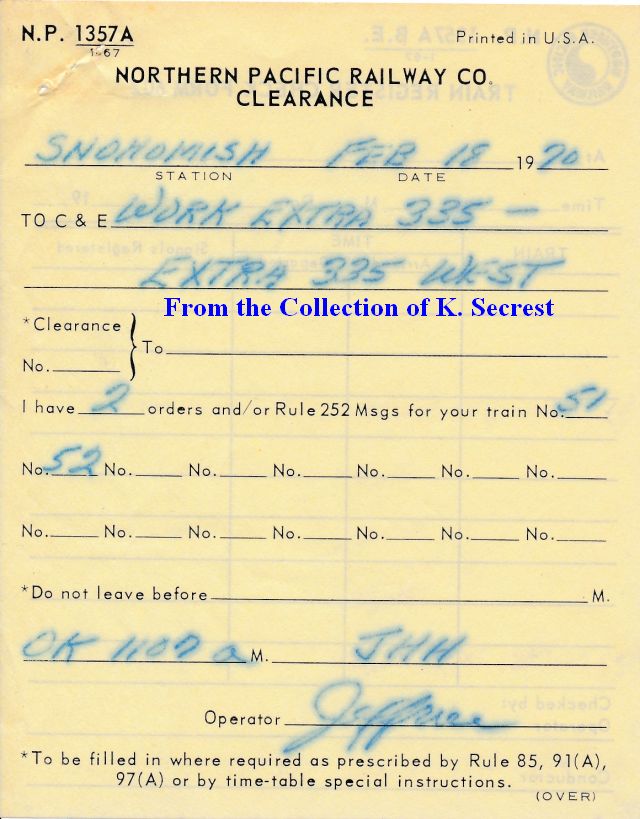 N.P. 1357A Printed in U.S.A.
1-67
NORTHERN PACIFIC RAILWAY CO.
CLEARANCE
SNOHOMISH FEB 18 1970
STATION DATE
TO C & E WORK EXTRA 335 —
EXTRA 335 WEST
From the Collection of K. Secrest
*Clearance
No. } To
I have 2 orders and/or Rule 252 Msgs for your train No. 51
No. 52 No. No. No. No. No. No.
No. No. No. No. No. No. No.
*Do not leave before M.
OK 1107 a M. JHH
Operator
*To be filled in where required as prescribed by Rule 85, 91(A),
97(A) or by time-table special instructions.
(OVER)